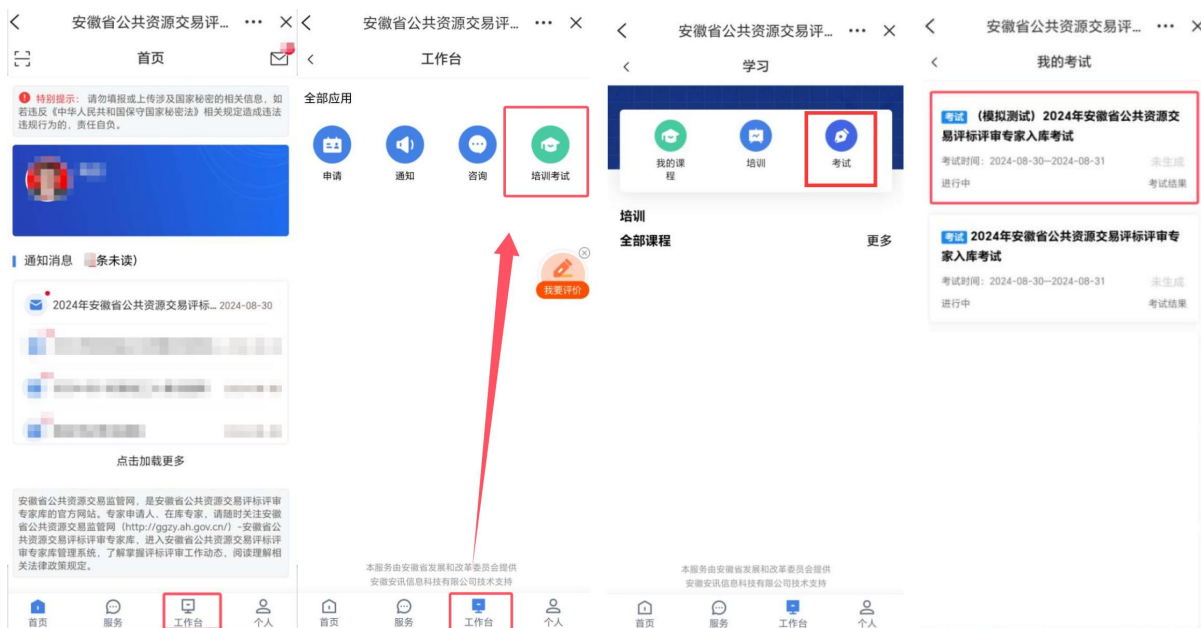 安徽省公共资源交易评... ···
首页
特别提示：请勿填报或上传涉及国家秘密的相关信息，如
若违反《中华人民共和国保守国家秘密法》相关规定造成违法
违规行为的，责任自负。
通知消息
条未读）
2024年安徽省公共资源交易评标... 2024-08-30
点击加载更多
安徽省公共资源交易监管网，是安徽省公共资源交易评标评审
专家库的官方网站。专家申请人、在库专家，请随时关注安徽
省公共资源交易监管网（http://ggzy.ah.gov.cn/）-安徽省公
共资源交易评标评审专家库，进入安徽省公共资源交易评标评
审专家库管理系统，了解掌握评标评审工作动态，阅读理解相
关法律政策规定。
首页 服务 工作台 个人
安徽省公共资源交易评... ···
工作台
全部应用
申请 通知 咨询 培训考试
我要评价
本服务由安徽省发展和改革委员会提供
安徽安讯信息科技有限公司技术支持
首页 服务 工作台 个人
安徽省公共资源交易评... ···
学习
我的课
程
培训 考试
培训
全部课程 更多
本服务由安徽省发展和改革委员会提供
安徽安讯信息科技有限公司技术支持
首页 服务 工作台 个人
安徽省公共资源交易评... ···
我的考试
考试 （模拟测试）2024年安徽省公共资源交
易评标评审专家入库考试
考试时间：2024-08-30—2024-08-31 未生成
进行中 考试结果
考试 2024年安徽省公共资源交易评标评审专
家入库考试
考试时间：2024-08-30—2024-08-31 未生成
进行中 考试结果